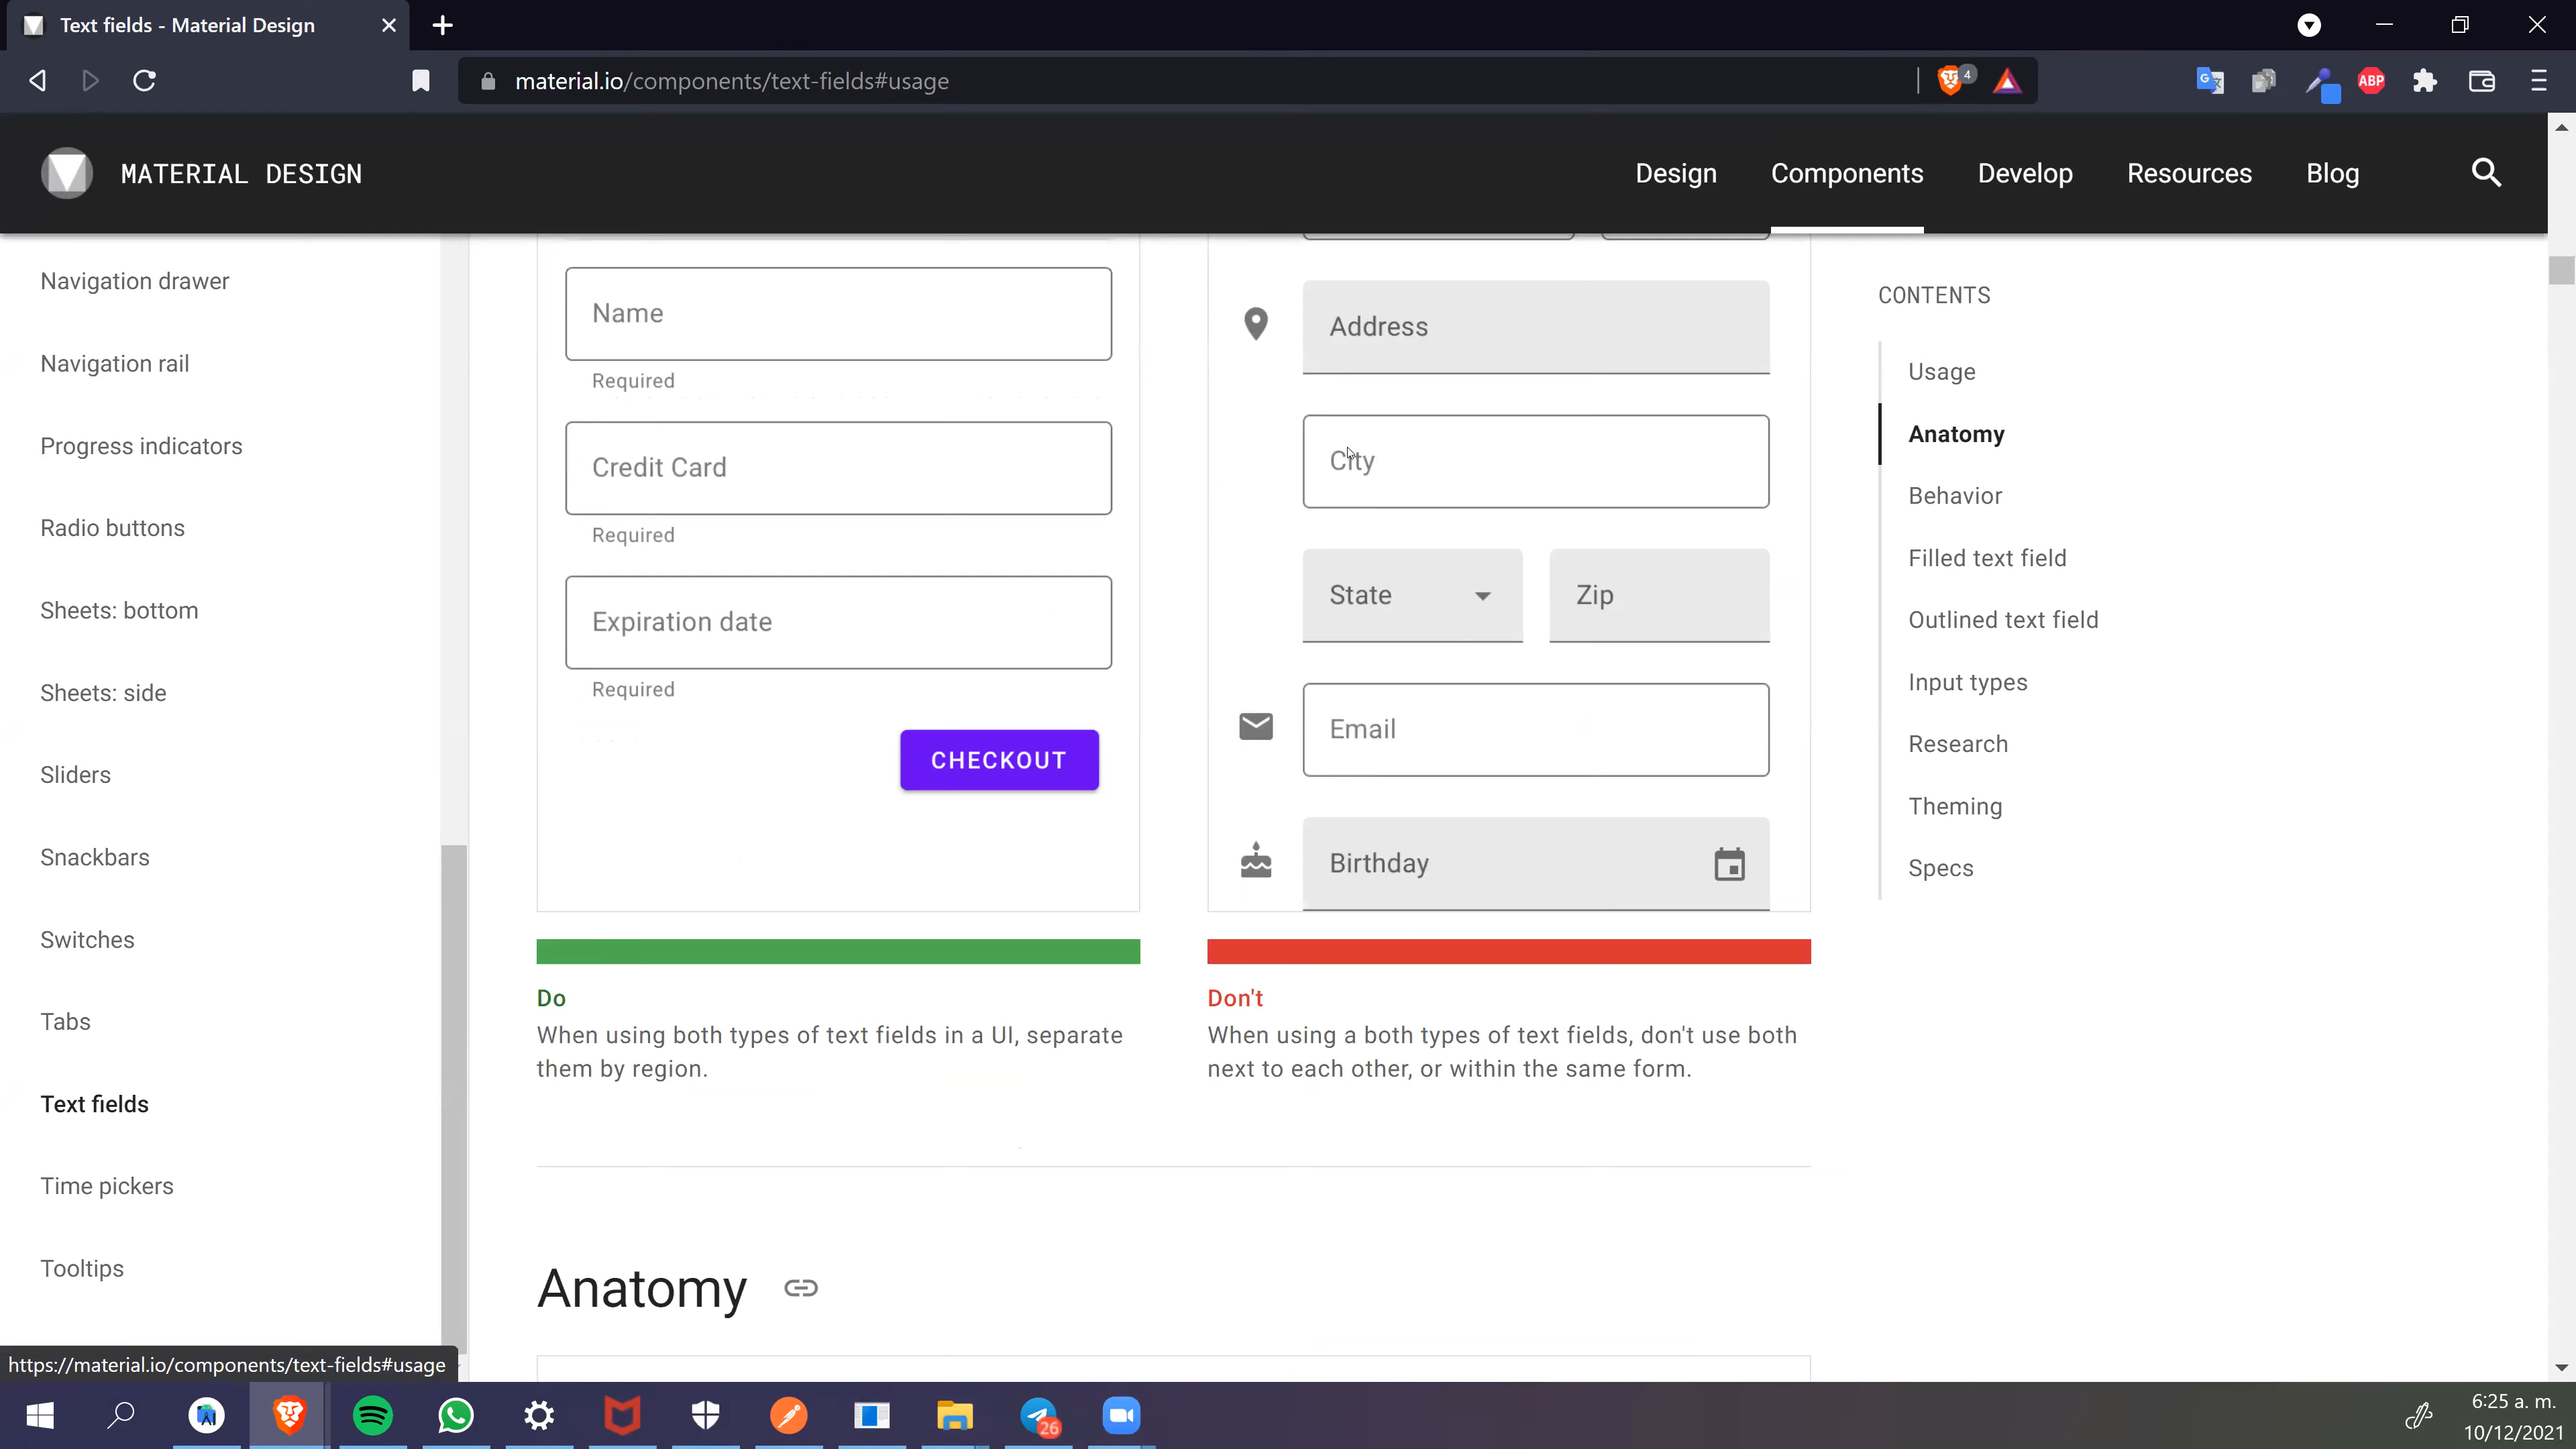 Text fields - Material Design
material.io/components/text-fields#usage
4
ABP
MATERIAL DESIGN
Design
Components
Develop
Resources
Blog
Navigation drawer
Navigation rail
Progress indicators
Radio buttons
Sheets: bottom
Sheets: side
Sliders
Snackbars
Switches
Tabs
Text fields
Time pickers
Tooltips
Name
Required
Credit Card
Required
Expiration date
Required
CHECKOUT
Address
City
State
Zip
Email
Birthday
Do
When using both types of text fields in a UI, separate
them by region.
Don't
When using a both types of text fields, don't use both
next to each other, or within the same form.
Anatomy
CONTENTS
Usage
Anatomy
Behavior
Filled text field
Outlined text field
Input types
Research
Theming
Specs
https://material.io/components/text-fields#usage
26
6:25 a. m.
10/12/2021